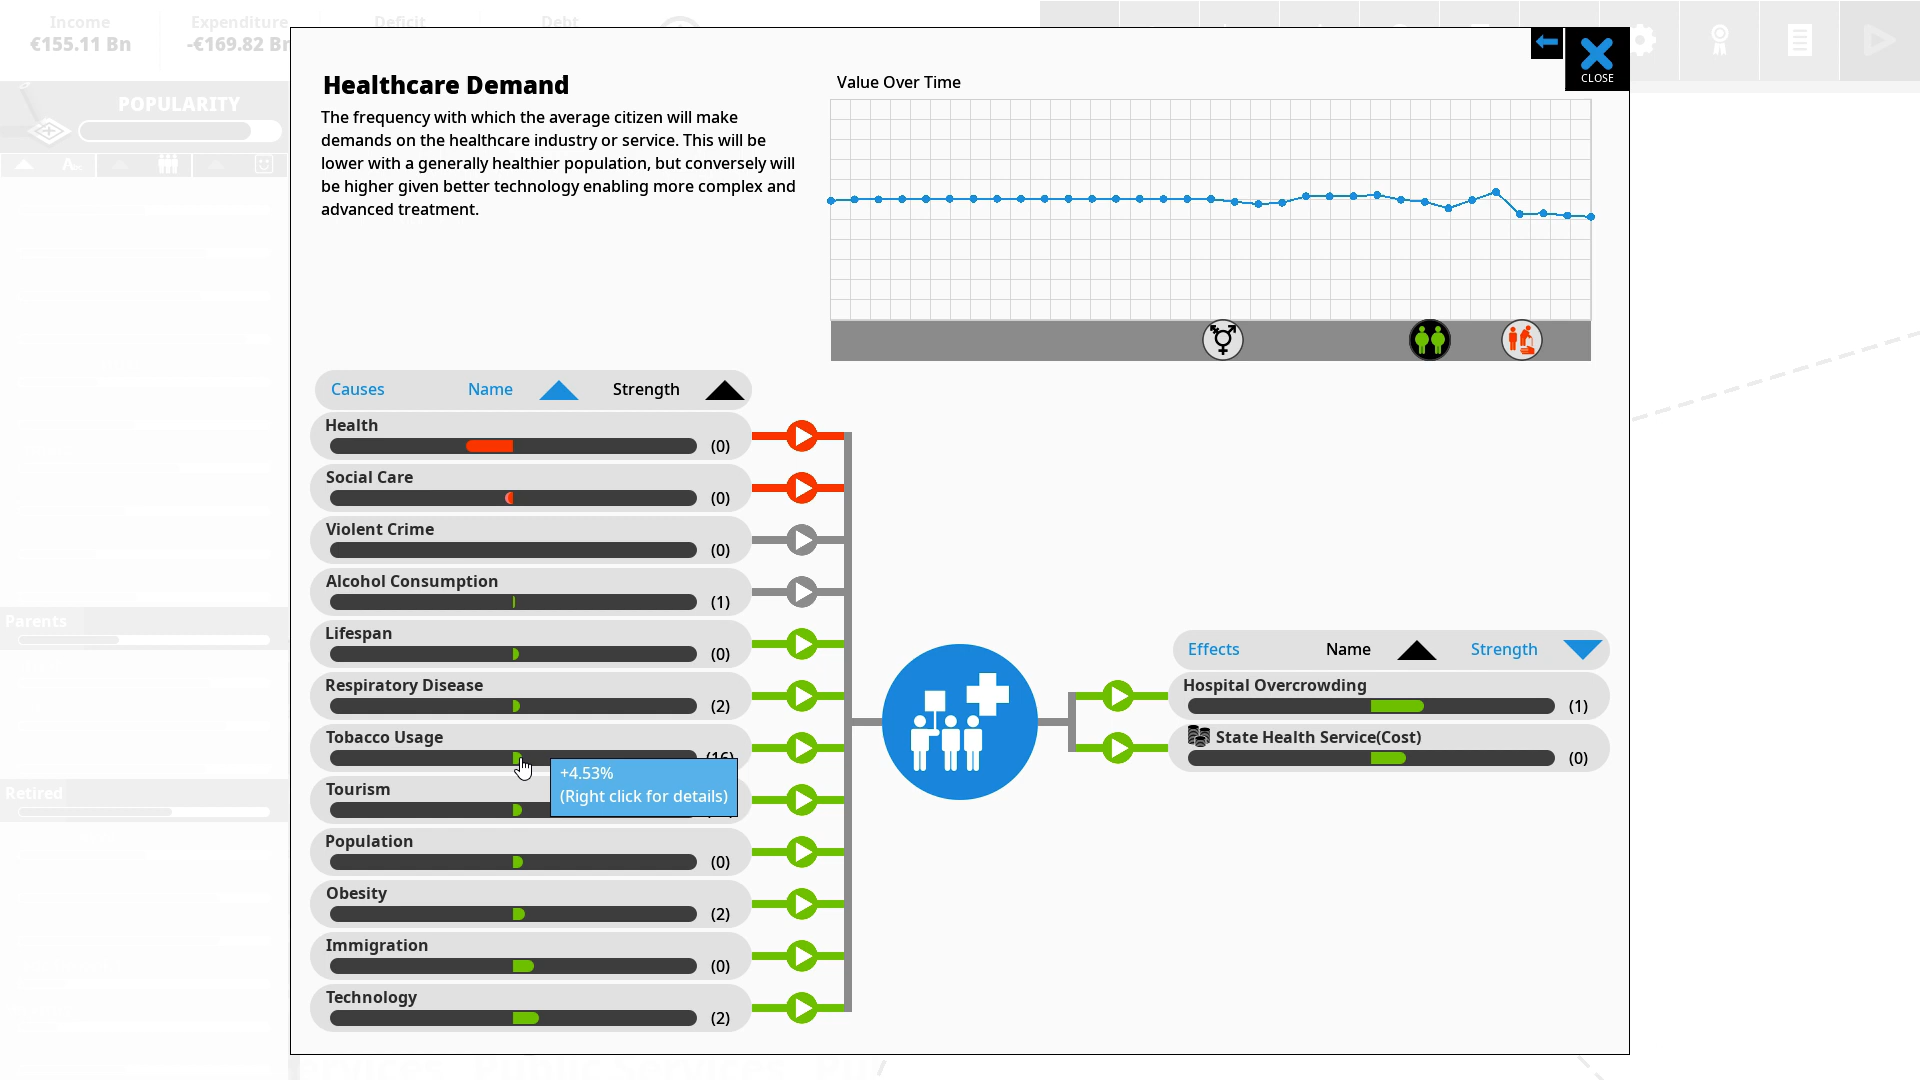 Income
Expenditure
Deficit
Debt
€155.11 Bn
-€169.82 Br
POPULARITY
CLOSE
Healthcare Demand
The frequency with which the average citizen will make
demands on the healthcare industry or service. This will be
lower with a generally healthier population, but conversely will
be higher given better technology enabling more complex and
advanced treatment.
Value Over Time
Causes
Name
Strength
Health
(0)
Social Care
(0)
Violent Crime
(0)
Alcohol Consumption
(1)
Lifespan
(0)
Respiratory Disease
(2)
Tobacco Usage
(16)
+4.53%
(Right click for details)
Tourism
Population
(0)
Obesity
(2)
Immigration
(0)
Technology
(2)
Effects
Name
Strength
Hospital Overcrowding
(1)
State Health Service(Cost)
(0)
Parents
Retired